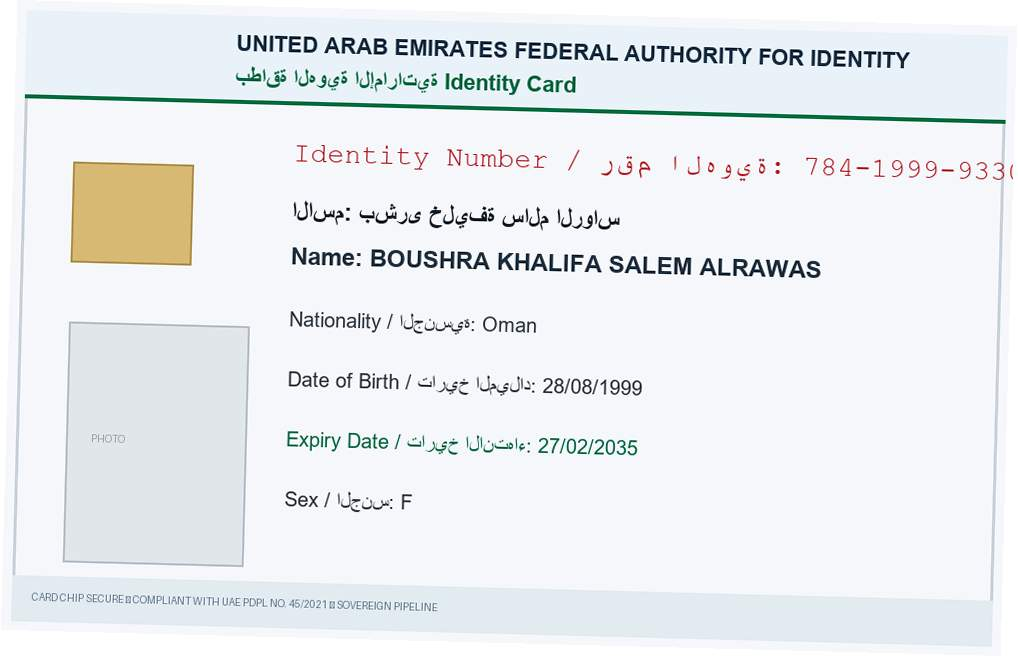 UNITED ARAB EMIRATES FEDERAL AUTHORITY FOR IDENTITY
بطاقة الهوية الإماراتية Identity Card
Identity Number / رقم الهوية: 784-1999-933
الاسم: بشرى خليفة سالم الرواس
Name: BOUSHRA KHALIFA SALEM ALRAWAS
Nationality / الجنسية: Oman
Date of Birth / تاريخ الميلاد: 28/08/1999
Expiry Date / تاريخ الانتهاء: 27/02/2035
Sex / الجنس: F
PHOTO
CARD CHIP SECURE COMPLIANT WITH UAE PDPL NO. 45/2021 SOVEREIGN PIPELINE